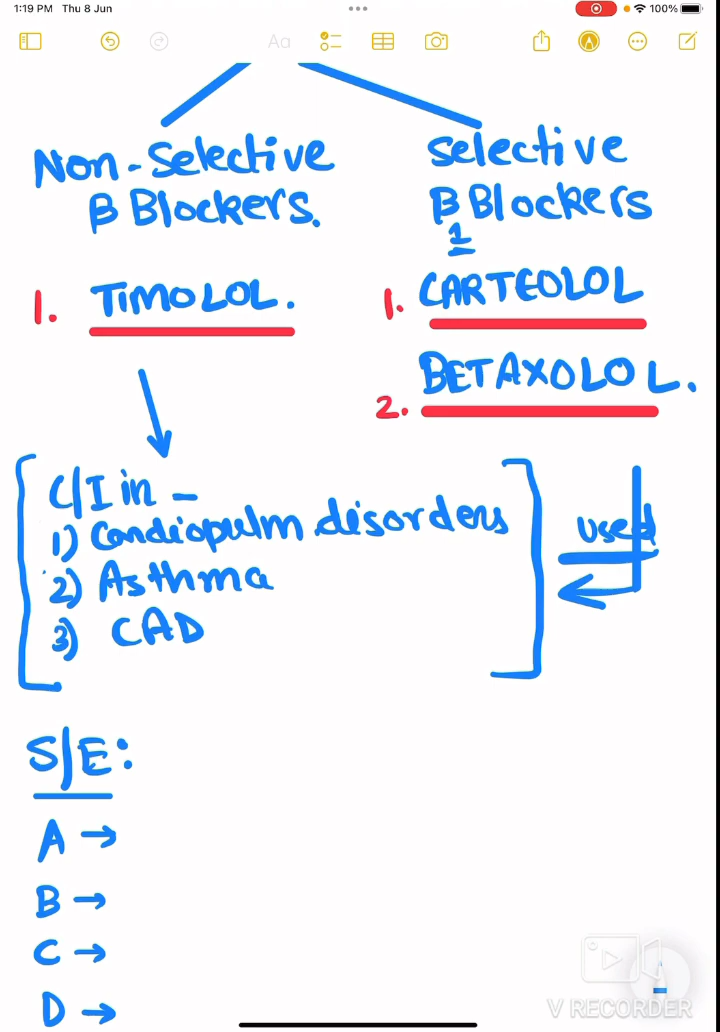 1:19 PM Thu 8 Jun
100%
Aa
Non-Selective
β Blockers.
Selective
β1 Blockers
1. TIMOLOL.
1. CARTEOLOL
2. BETAXOLOL.
C/I in -
1) Cardiopulm disorders
2) Asthma
3) CAD
used
S/E:
A →
B →
C →
D →
V RECORDER